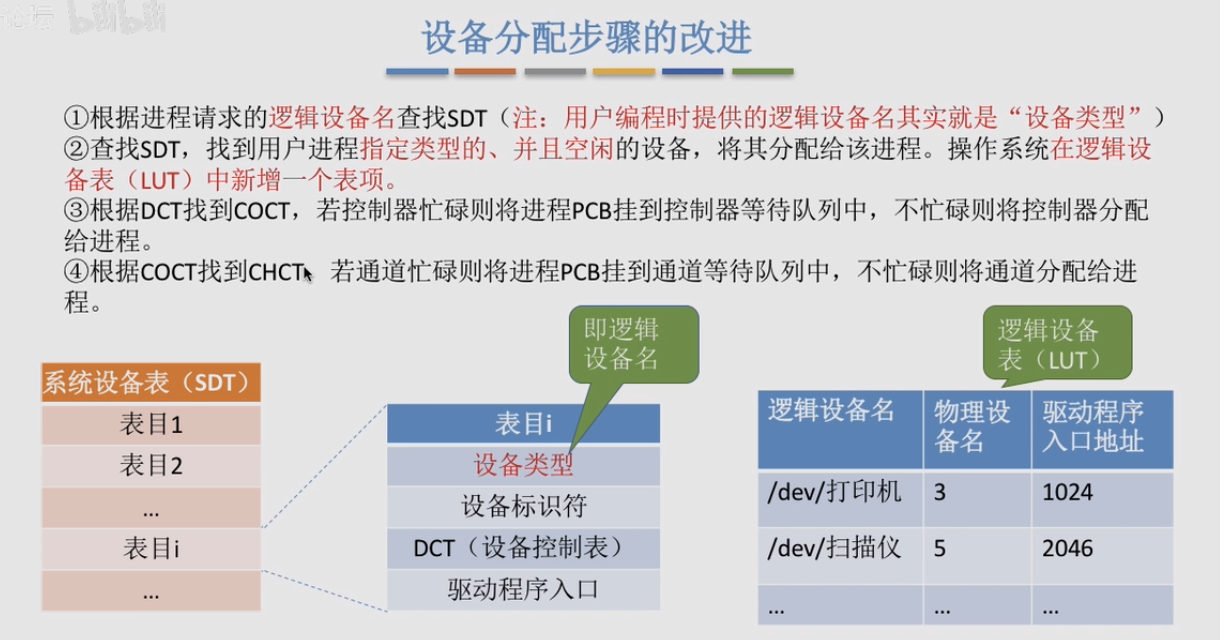 论坛 bilibili
设备分配步骤的改进
①根据进程请求的逻辑设备名查找SDT（注：用户编程时提供的逻辑设备名其实就是“设备类型”）
②查找SDT，找到用户进程指定类型的、并且空闲的设备，将其分配给该进程。操作系统在逻辑设
备表（LUT）中新增一个表项。
③根据DCT找到COCT，若控制器忙碌则将进程PCB挂到控制器等待队列中，不忙碌则将控制器分配
给进程。
④根据COCT找到CHCT，若通道忙碌则将进程PCB挂到通道等待队列中，不忙碌则将通道分配给进
程。
即逻辑
设备名
逻辑设备
表（LUT）
系统设备表（SDT）
表目1
表目2
...
表目i
...
表目i
设备类型
设备标识符
DCT（设备控制表）
驱动程序入口
逻辑设备名 物理设 驱动程序
备名 入口地址
/dev/打印机 3 1024
/dev/扫描仪 5 2046
... ... ...